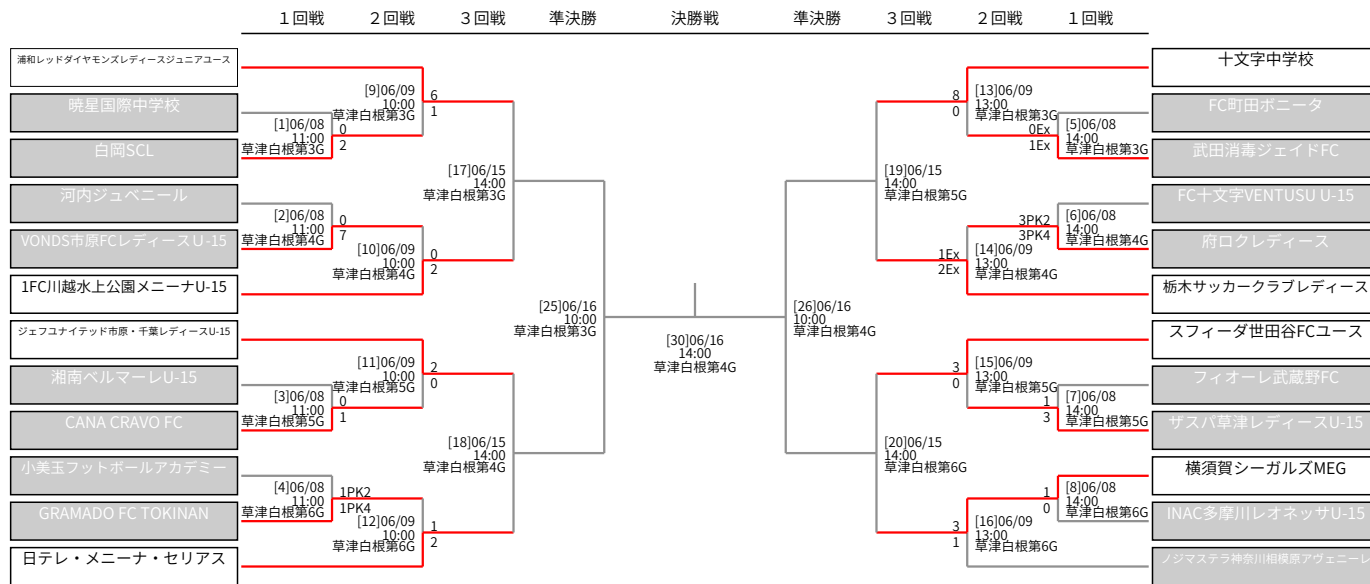 １回戦 ２回戦 ３回戦 準決勝 決勝戦 準決勝 ３回戦 ２回戦 １回戦
浦和レッドダイヤモンズレディースジュニアユース
暁星国際中学校
白岡SCL
河内ジュベニール
VONDS市原FCレディースＵ-15
1FC川越水上公園メニーナU-15
ジェフユナイテッド市原・千葉レディースU-15
湘南ベルマーレU-15
CANA CRAVO FC
小美玉フットボールアカデミー
GRAMADO FC TOKINAN
日テレ・メニーナ・セリアス
[1]06/08
11:00
草津白根第3G
0
2
[2]06/08
11:00
草津白根第4G
0
7
[3]06/08
11:00
草津白根第5G
0
1
[4]06/08
11:00
草津白根第6G
1PK2
1PK4
[9]06/09
10:00
草津白根第3G
6
1
[10]06/09
10:00
草津白根第4G
0
2
[11]06/09
10:00
草津白根第5G
2
0
[12]06/09
10:00
草津白根第6G
1
2
[17]06/15
14:00
草津白根第3G
[18]06/15
14:00
草津白根第4G
[25]06/16
10:00
草津白根第3G
[30]06/16
14:00
草津白根第4G
[26]06/16
10:00
草津白根第4G
[19]06/15
14:00
草津白根第5G
[20]06/15
14:00
草津白根第6G
8
0
[13]06/09
13:00
草津白根第3G
1Ex
2Ex
[14]06/09
13:00
草津白根第4G
3
0
[15]06/09
13:00
草津白根第5G
3
1
[16]06/09
13:00
草津白根第6G
0Ex
1Ex
[5]06/08
14:00
草津白根第3G
3PK2
3PK4
[6]06/08
14:00
草津白根第4G
1
3
[7]06/08
14:00
草津白根第5G
1
0
[8]06/08
14:00
草津白根第6G
十文字中学校
FC町田ボニータ
武田消毒ジェイドFC
FC十文字VENTUSU U-15
府ロクレディース
栃木サッカークラブレディース
スフィーダ世田谷FCユース
フィオーレ武蔵野FC
ザスパ草津レディースU-15
横須賀シーガルズMEG
INAC多摩川レオネッサU-15
ノジマステラ神奈川相模原アヴェニーレ